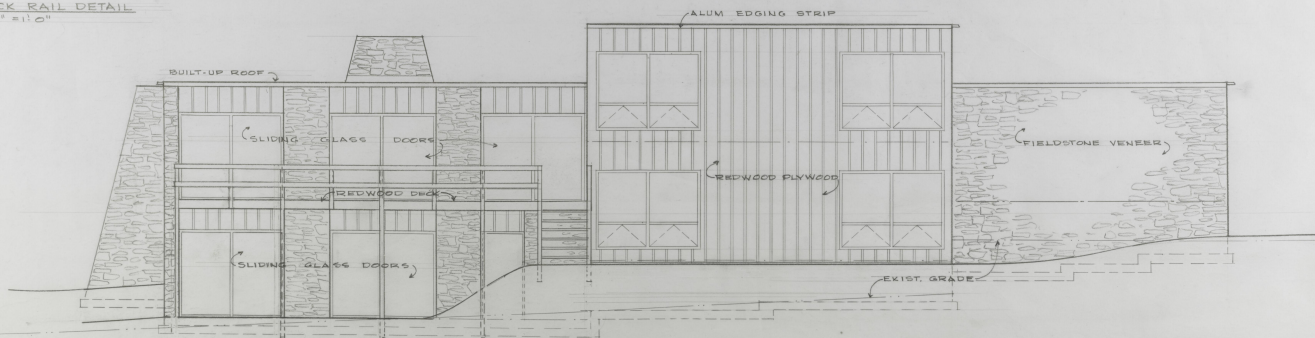 CK RAIL DETAIL
" = 1'0"
ALUM EDGING STRIP
BUILT-UP ROOF
SLIDING GLASS DOORS
FIELDSTONE VENEER
REDWOOD PLYWOOD
REDWOOD DECK
SLIDING GLASS DOORS
EXIST. GRADE